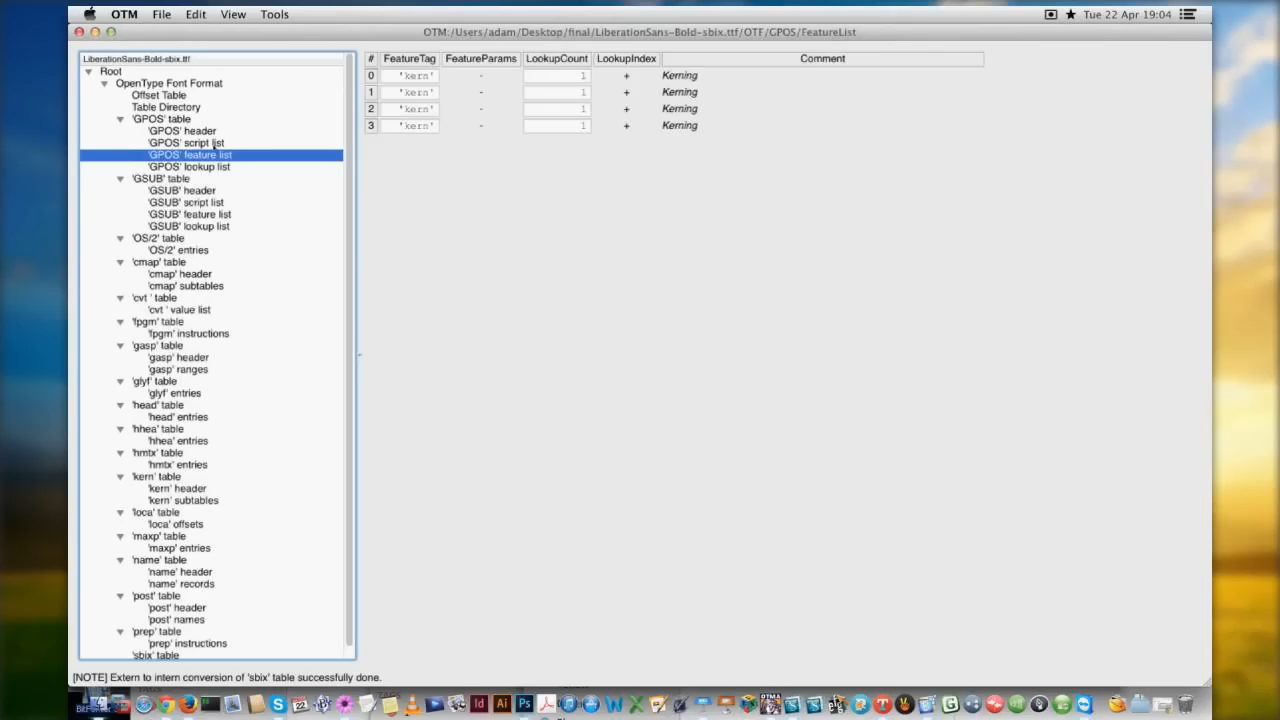 OTM File Edit View Tools Tue 22 Apr 19:04
OTM:/Users/adam/Desktop/final/LiberationSans-Bold-sbix.ttf/OTF/GPOS/FeatureList
LiberationSans-Bold-sbix.ttf
Root
OpenType Font Format
Offset Table
Table Directory
'GPOS' table
'GPOS' header
'GPOS' script list
'GPOS' feature list
'GPOS' lookup list
'GSUB' table
'GSUB' header
'GSUB' script list
'GSUB' feature list
'GSUB' lookup list
'OS/2' table
'OS/2' entries
'cmap' table
'cmap' header
'cmap' subtables
'cvt ' table
'cvt ' value list
'fpgm' table
'fpgm' instructions
'gasp' table
'gasp' header
'gasp' ranges
'glyf' table
'glyf' entries
'head' table
'head' entries
'hhea' table
'hhea' entries
'hmtx' table
'hmtx' entries
'kern' table
'kern' header
'kern' subtables
'loca' table
'loca' offsets
'maxp' table
'maxp' entries
'name' table
'name' header
'name' records
'post' table
'post' header
'post' names
'prep' table
'prep' instructions
'sbix' table
# FeatureTag FeatureParams LookupCount LookupIndex Comment
0 'kern' - 1 + Kerning
1 'kern' - 1 + Kerning
2 'kern' - 1 + Kerning
3 'kern' - 1 + Kerning
[NOTE] Extern to intern conversion of 'sbix' table successfully done.